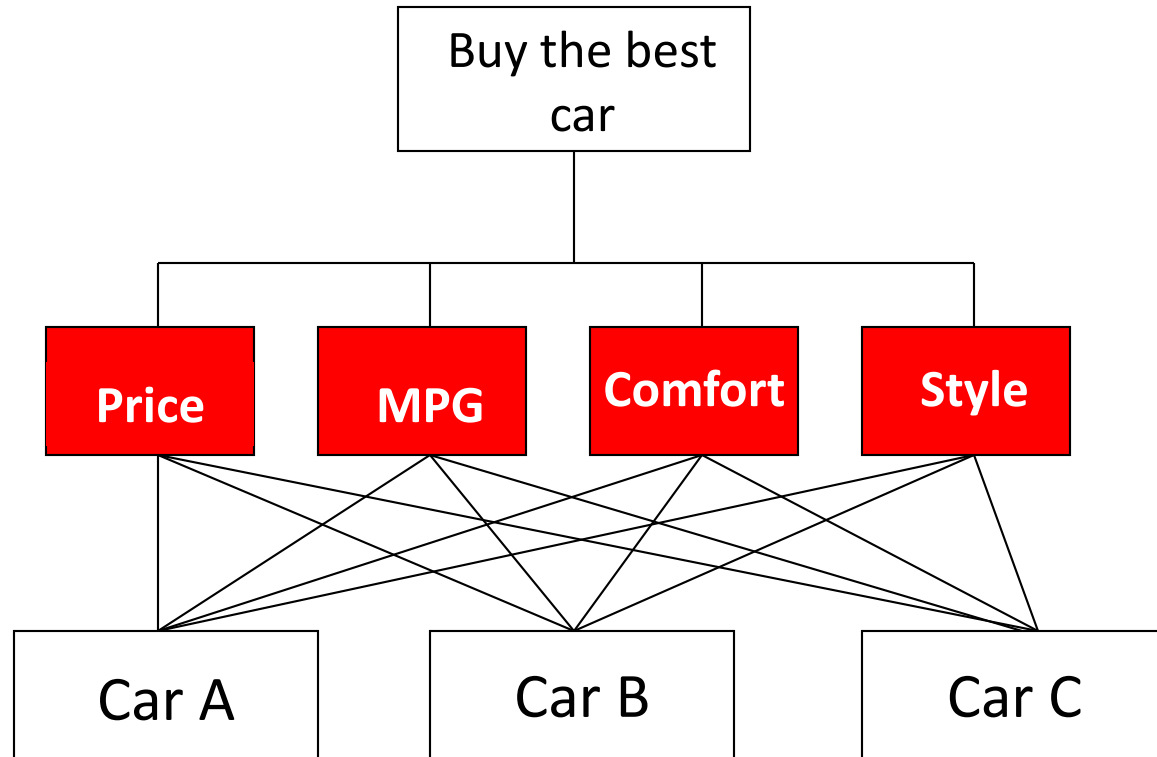 Buy the best
car
Price
MPG
Comfort
Style
Car A
Car B
Car C